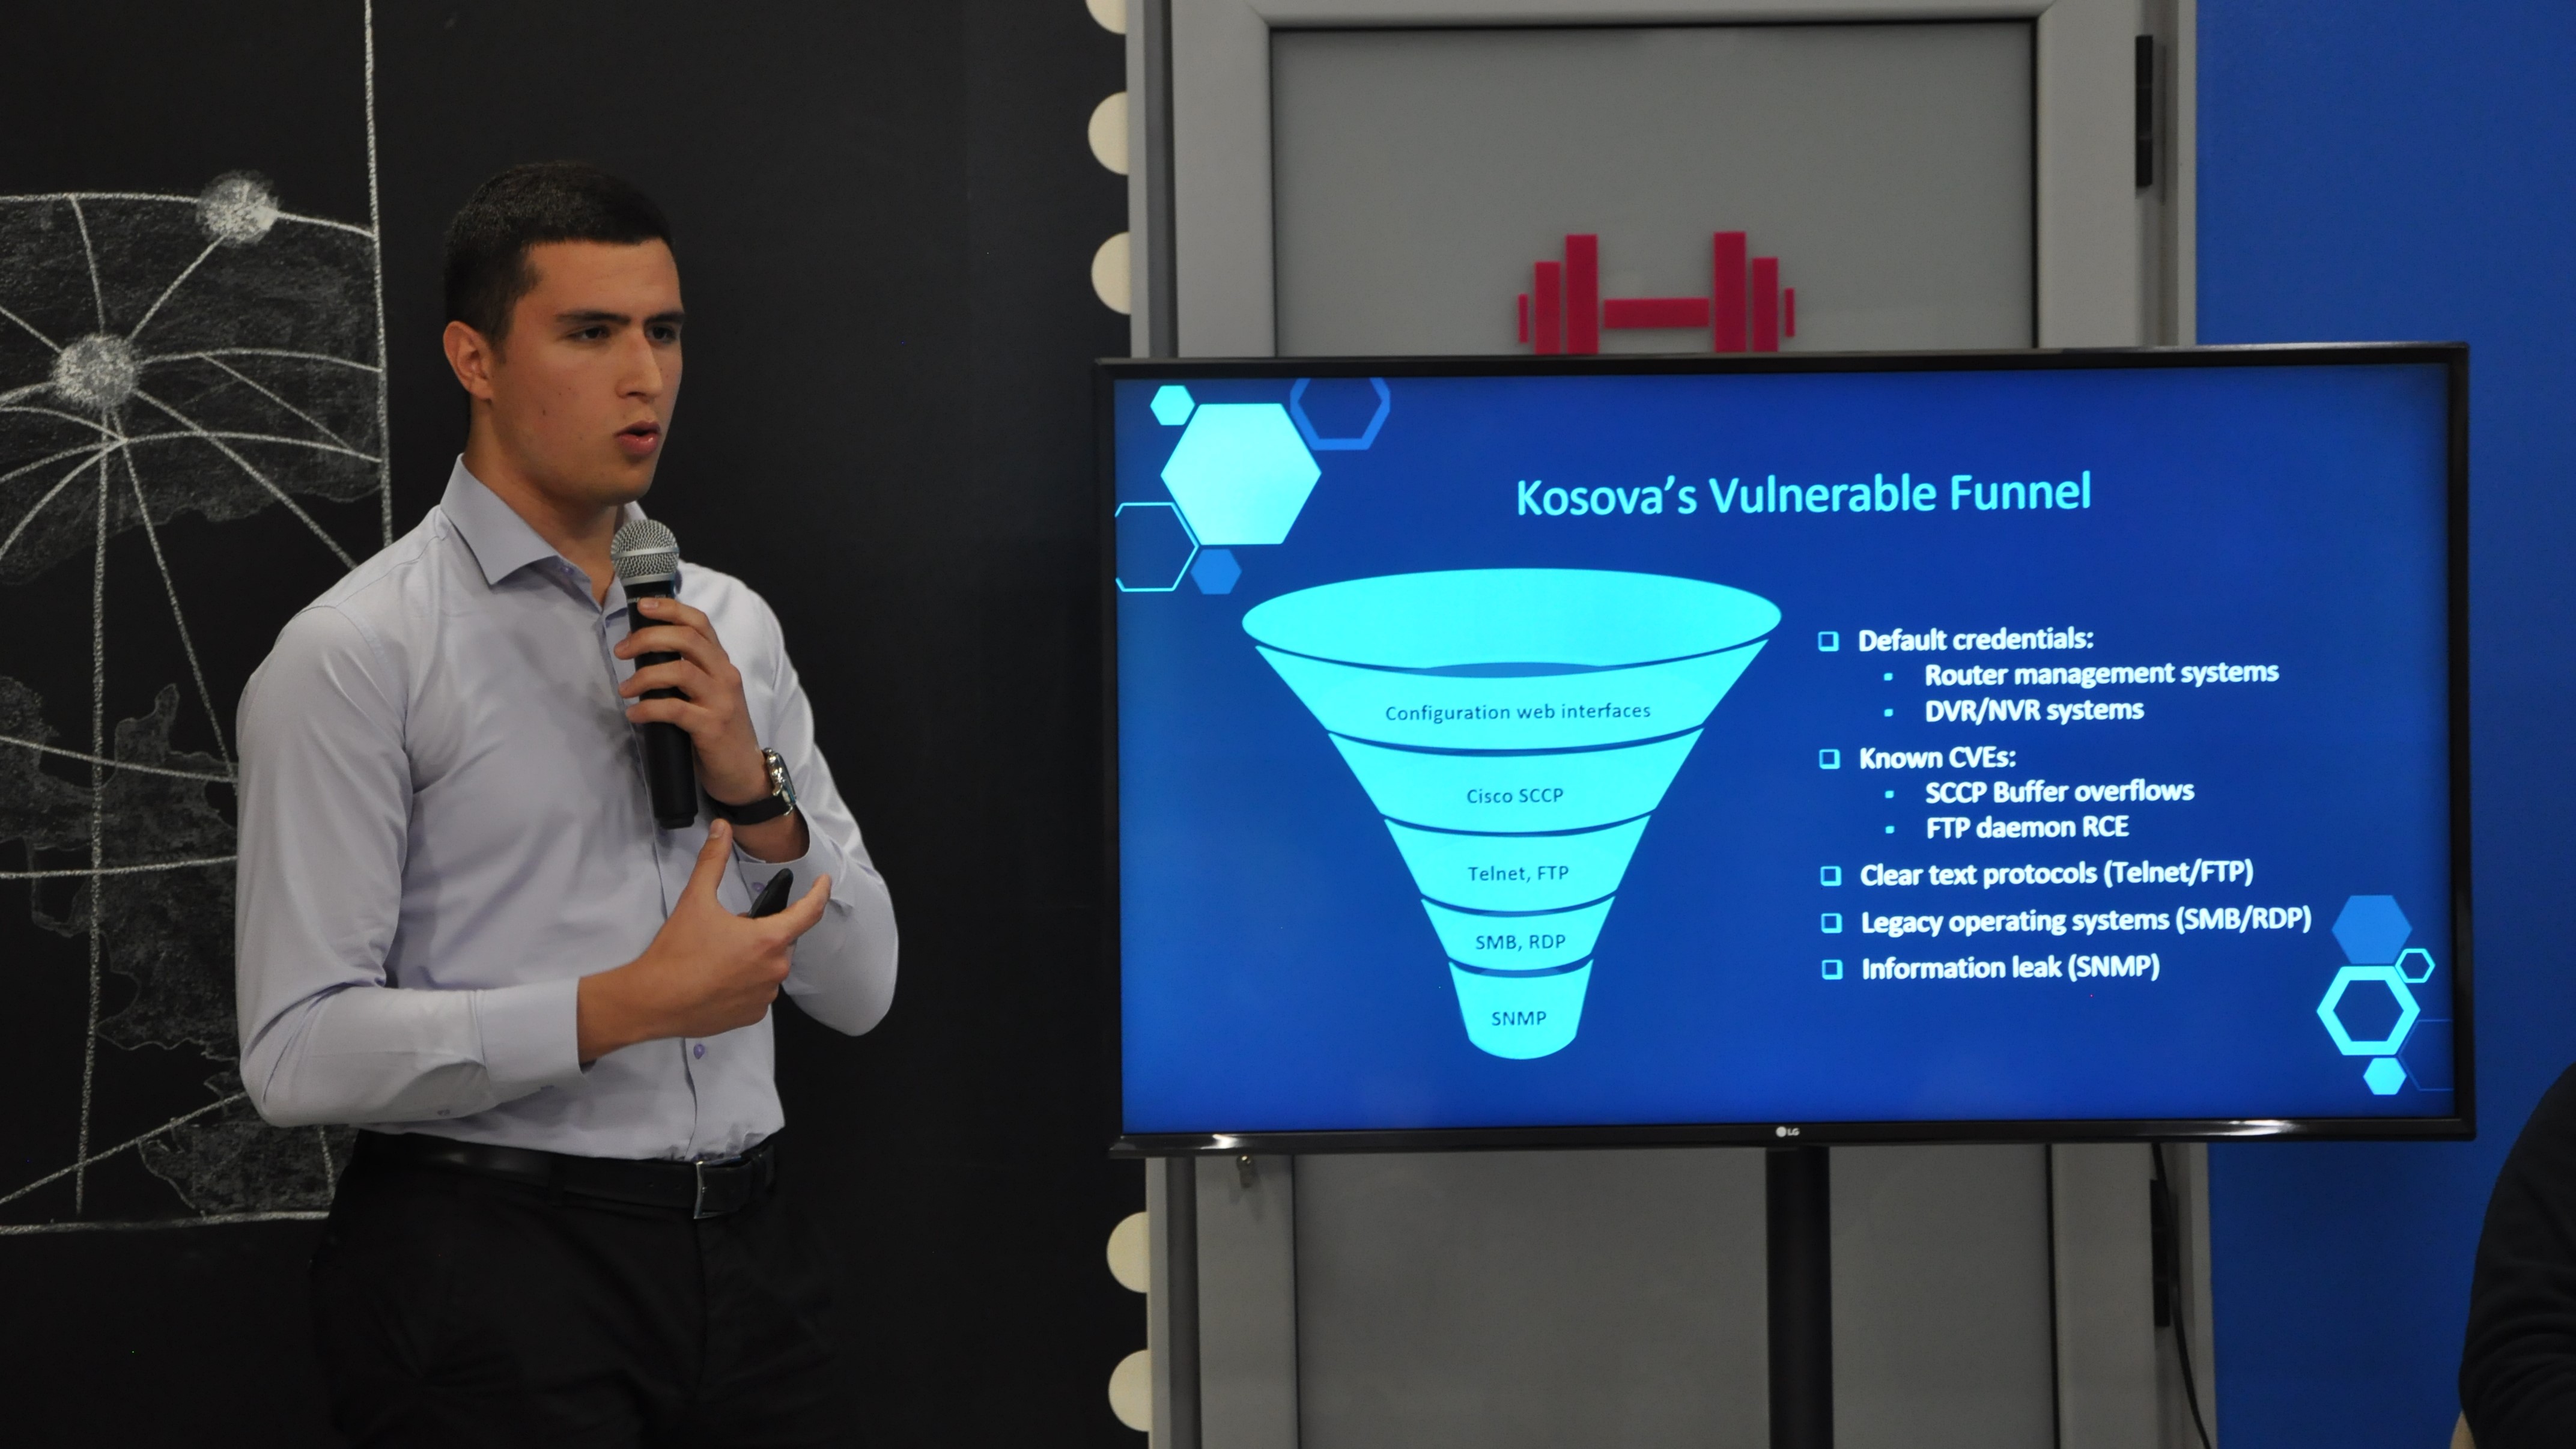 Kosova's Vulnerable Funnel
Configuration web interfaces
Cisco SCCP
Telnet, FTP
SMB, RDP
SNMP
Default credentials:
Router management systems
DVR/NVR systems
Known CVEs:
SCCP Buffer overflows
FTP daemon RCE
Clear text protocols (Telnet/FTP)
Legacy operating systems (SMB/RDP)
Information leak (SNMP)
LG